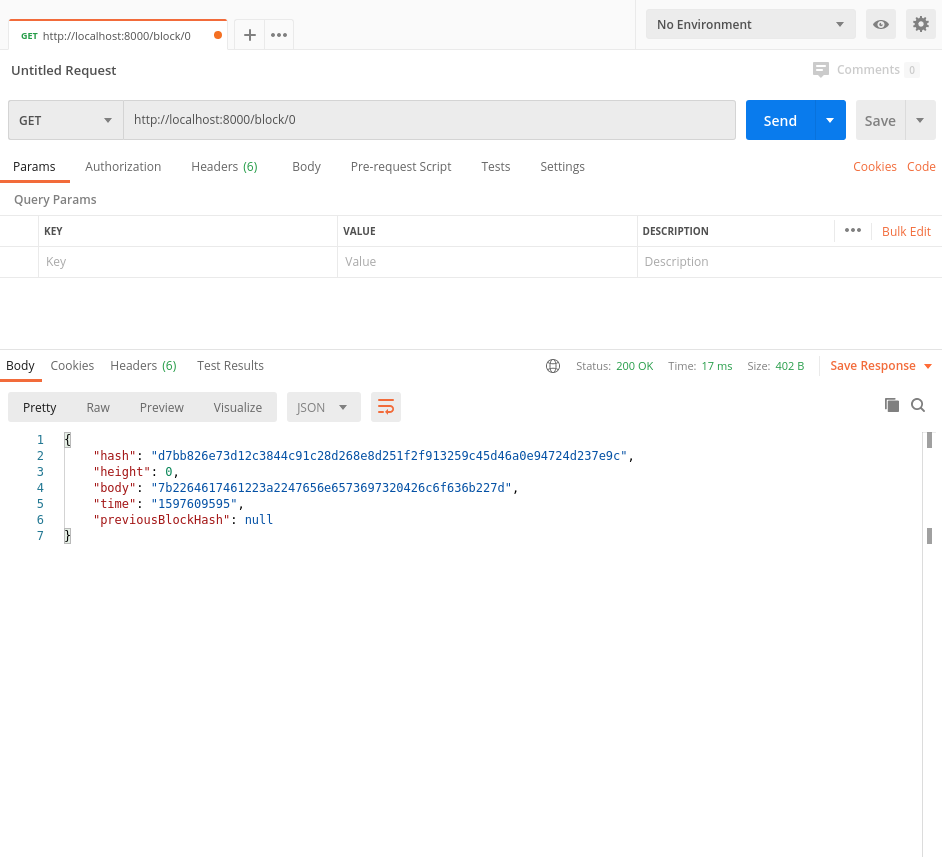 GET http://localhost:8000/block/0
No Environment
Untitled Request
Comments 0
GET http://localhost:8000/block/0 Send Save
Params Authorization Headers (6) Body Pre-request Script Tests Settings Cookies Code
Query Params
KEY VALUE DESCRIPTION Bulk Edit
Key Value Description
Body Cookies Headers (6) Test Results Status: 200 OK Time: 17 ms Size: 402 B Save Response
Pretty Raw Preview Visualize JSON
1 {
2 "hash": "d7bb826e73d12c3844c91c28d268e8d251f2f913259c45d46a0e94724d237e9c",
3 "height": 0,
4 "body": "7b2264617461223a2247656e6573697320426c6f636b227d",
5 "time": "1597609595",
6 "previousBlockHash": null
7 }